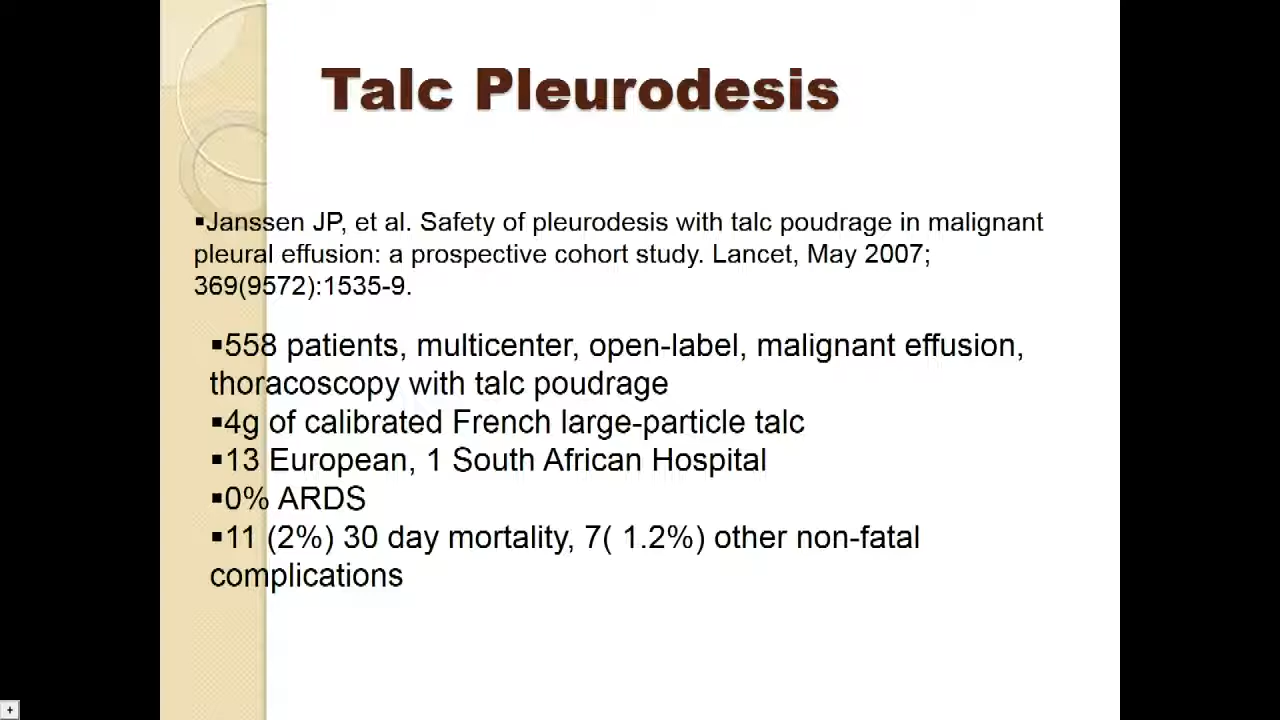 Talc Pleurodesis
▪Janssen JP, et al. Safety of pleurodesis with talc poudrage in malignant
pleural effusion: a prospective cohort study. Lancet, May 2007;
369(9572):1535-9.
▪558 patients, multicenter, open-label, malignant effusion,
thoracoscopy with talc poudrage
▪4g of calibrated French large-particle talc
▪13 European, 1 South African Hospital
▪0% ARDS
▪11 (2%) 30 day mortality, 7( 1.2%) other non-fatal
complications
+